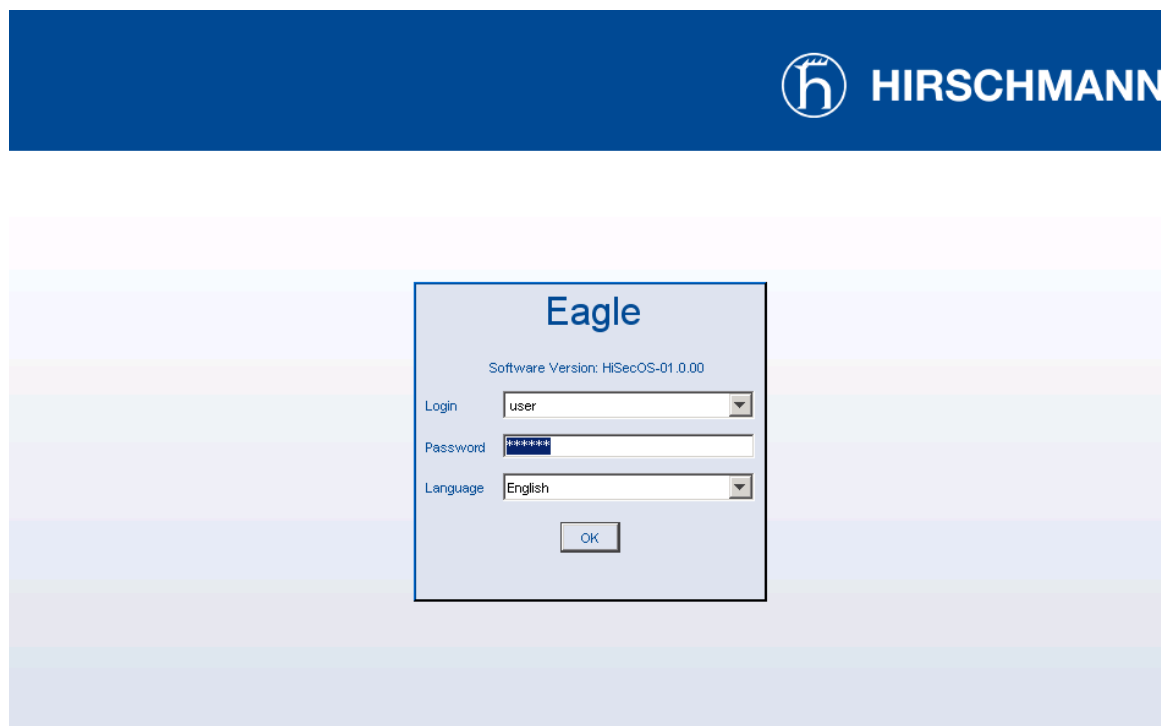 HIRSCHMANN
Eagle
Software Version: HiSecOS-01.0.00
Login user
Password ******
Language English
OK